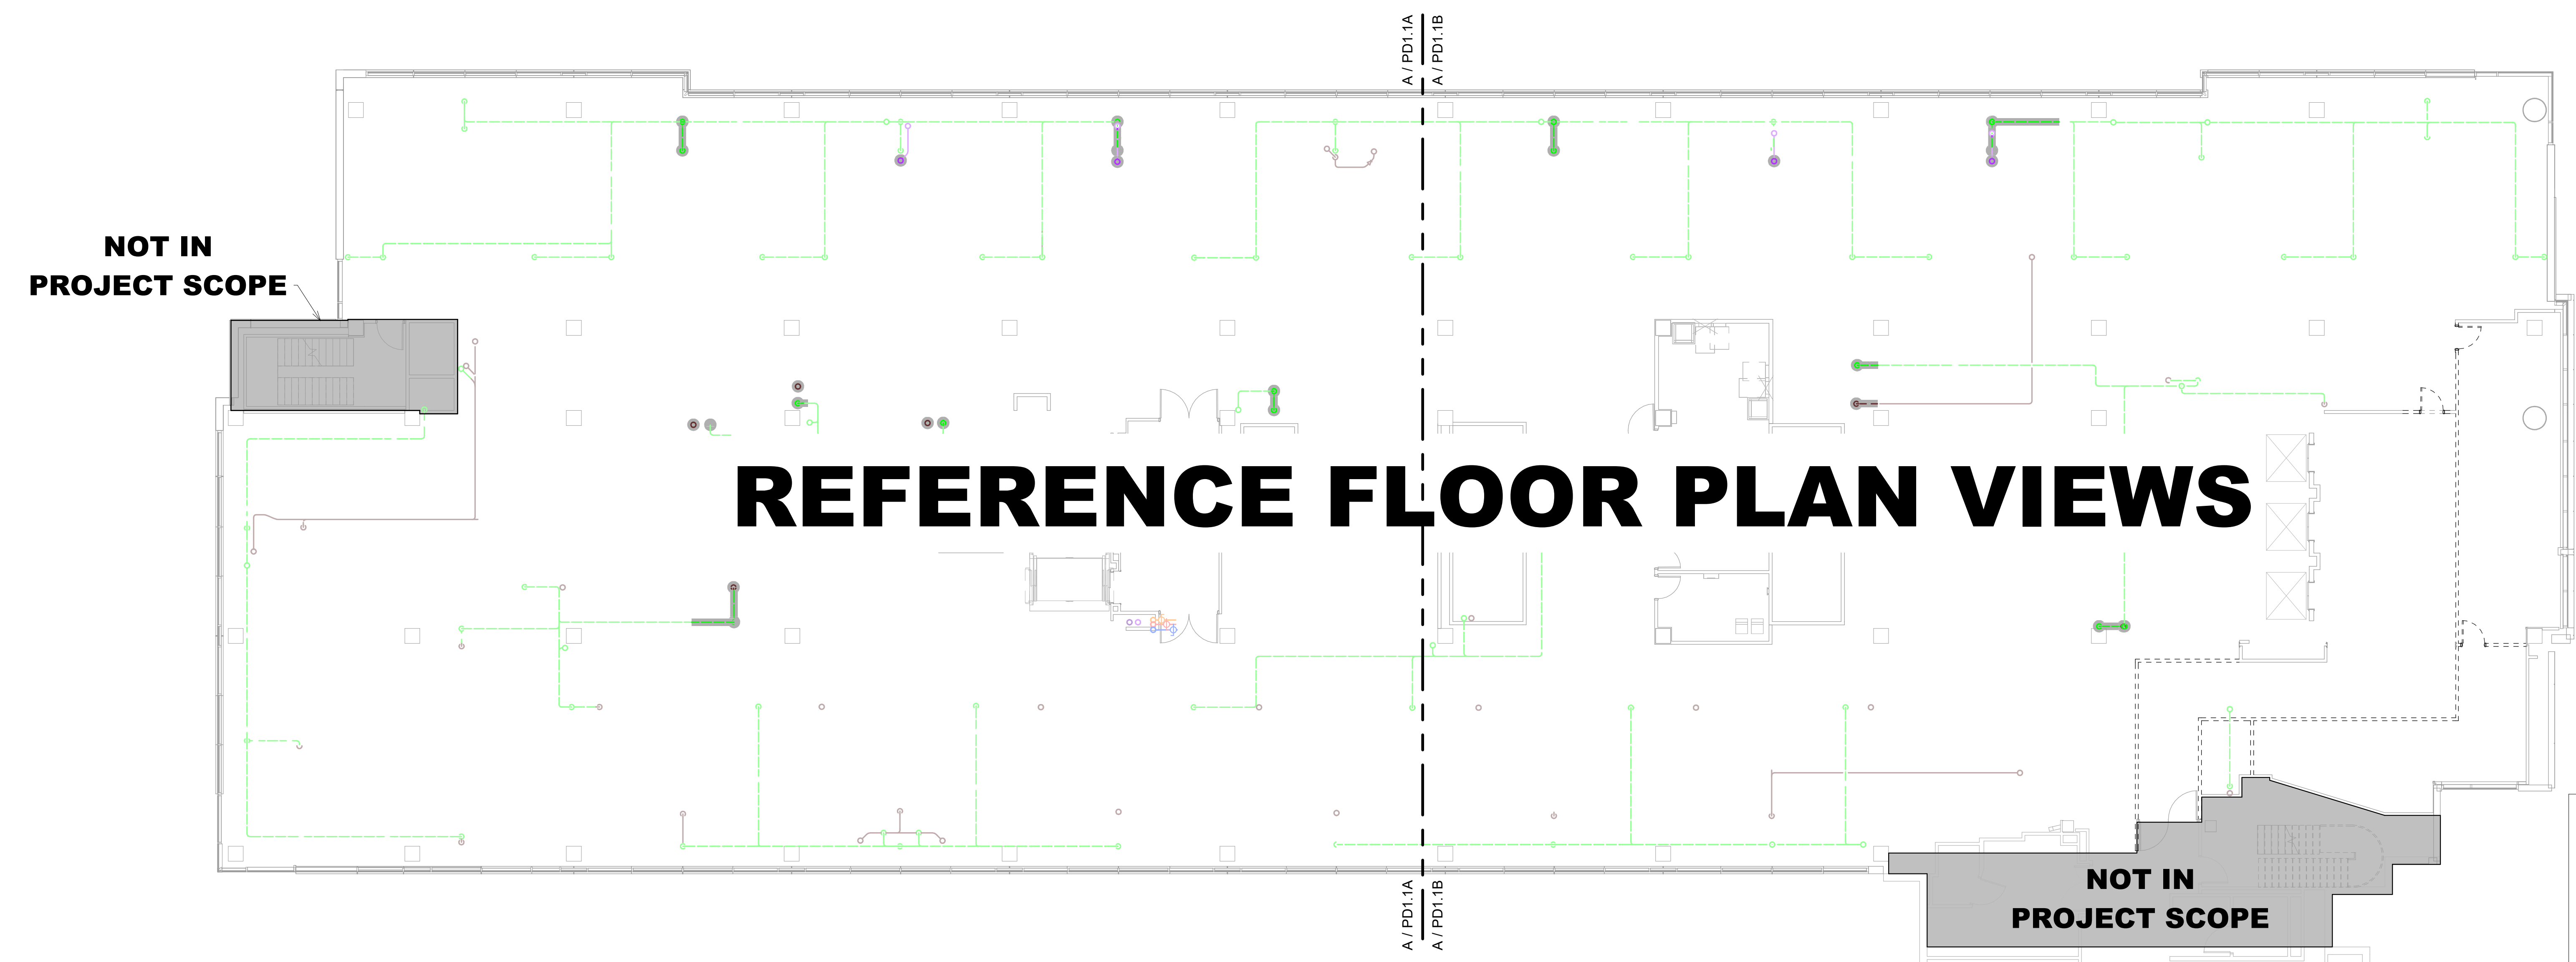 A / PD1.1A
A / PD1.1B
NOT IN
PROJECT SCOPE
REFERENCE FLOOR PLAN VIEWS
A / PD1.1A
A / PD1.1B
NOT IN
PROJECT SCOPE